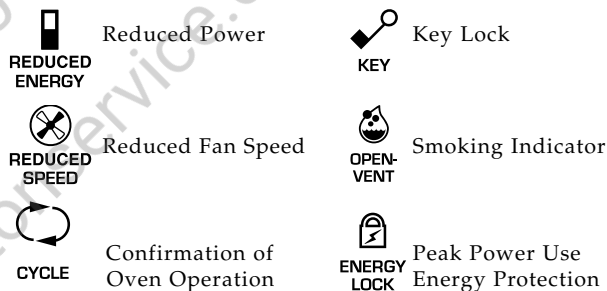 REDUCED
ENERGY
Reduced Power
KEY
Key Lock
REDUCED
SPEED
Reduced Fan Speed
OPEN-
VENT
Smoking Indicator
CYCLE
Confirmation of
Oven Operation
ENERGY
LOCK
Peak Power Use
Energy Protection